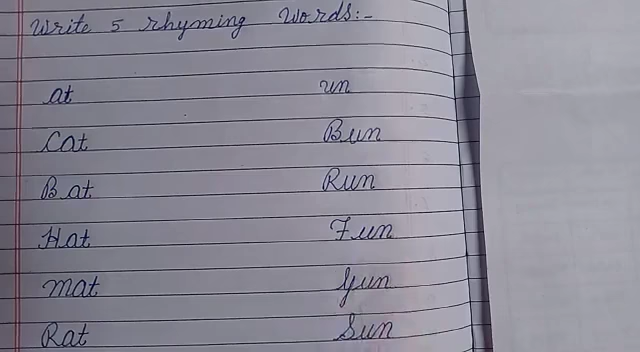 Write 5 rhyming Words:-
at un
Cat Bun
Bat Run
Hat Fun
mat Gun
Rat Sun